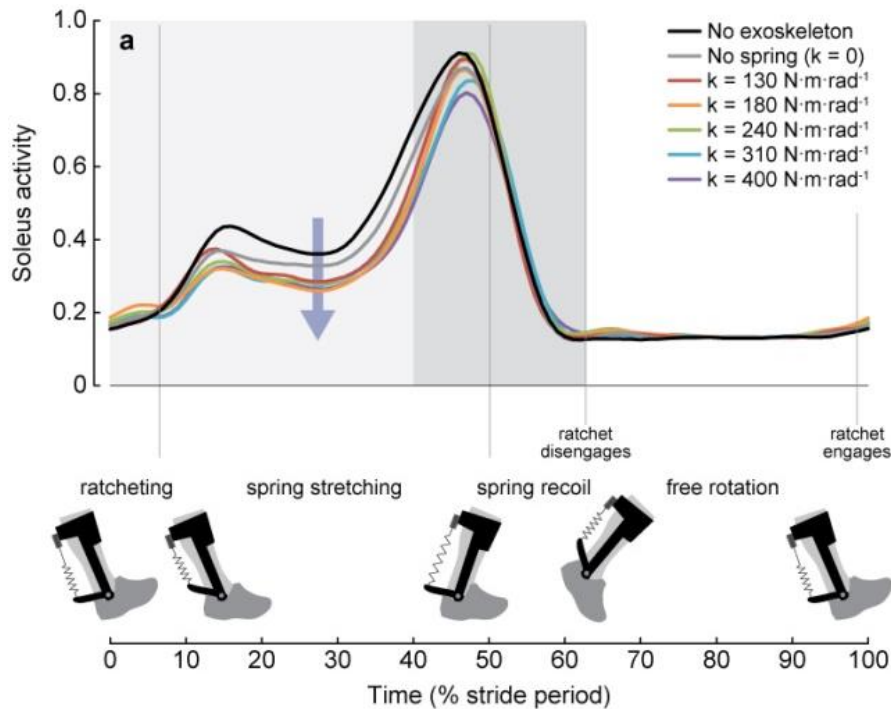 a
No exoskeleton
No spring (k = 0)
k = 130 N·m·rad⁻¹
k = 180 N·m·rad⁻¹
k = 240 N·m·rad⁻¹
k = 310 N·m·rad⁻¹
k = 400 N·m·rad⁻¹
Soleus activity
1.0
0.8
0.6
0.4
0.2
0
ratchet
disengages
ratchet
engages
ratcheting spring stretching spring recoil free rotation
0 10 20 30 40 50 60 70 80 90 100
Time (% stride period)